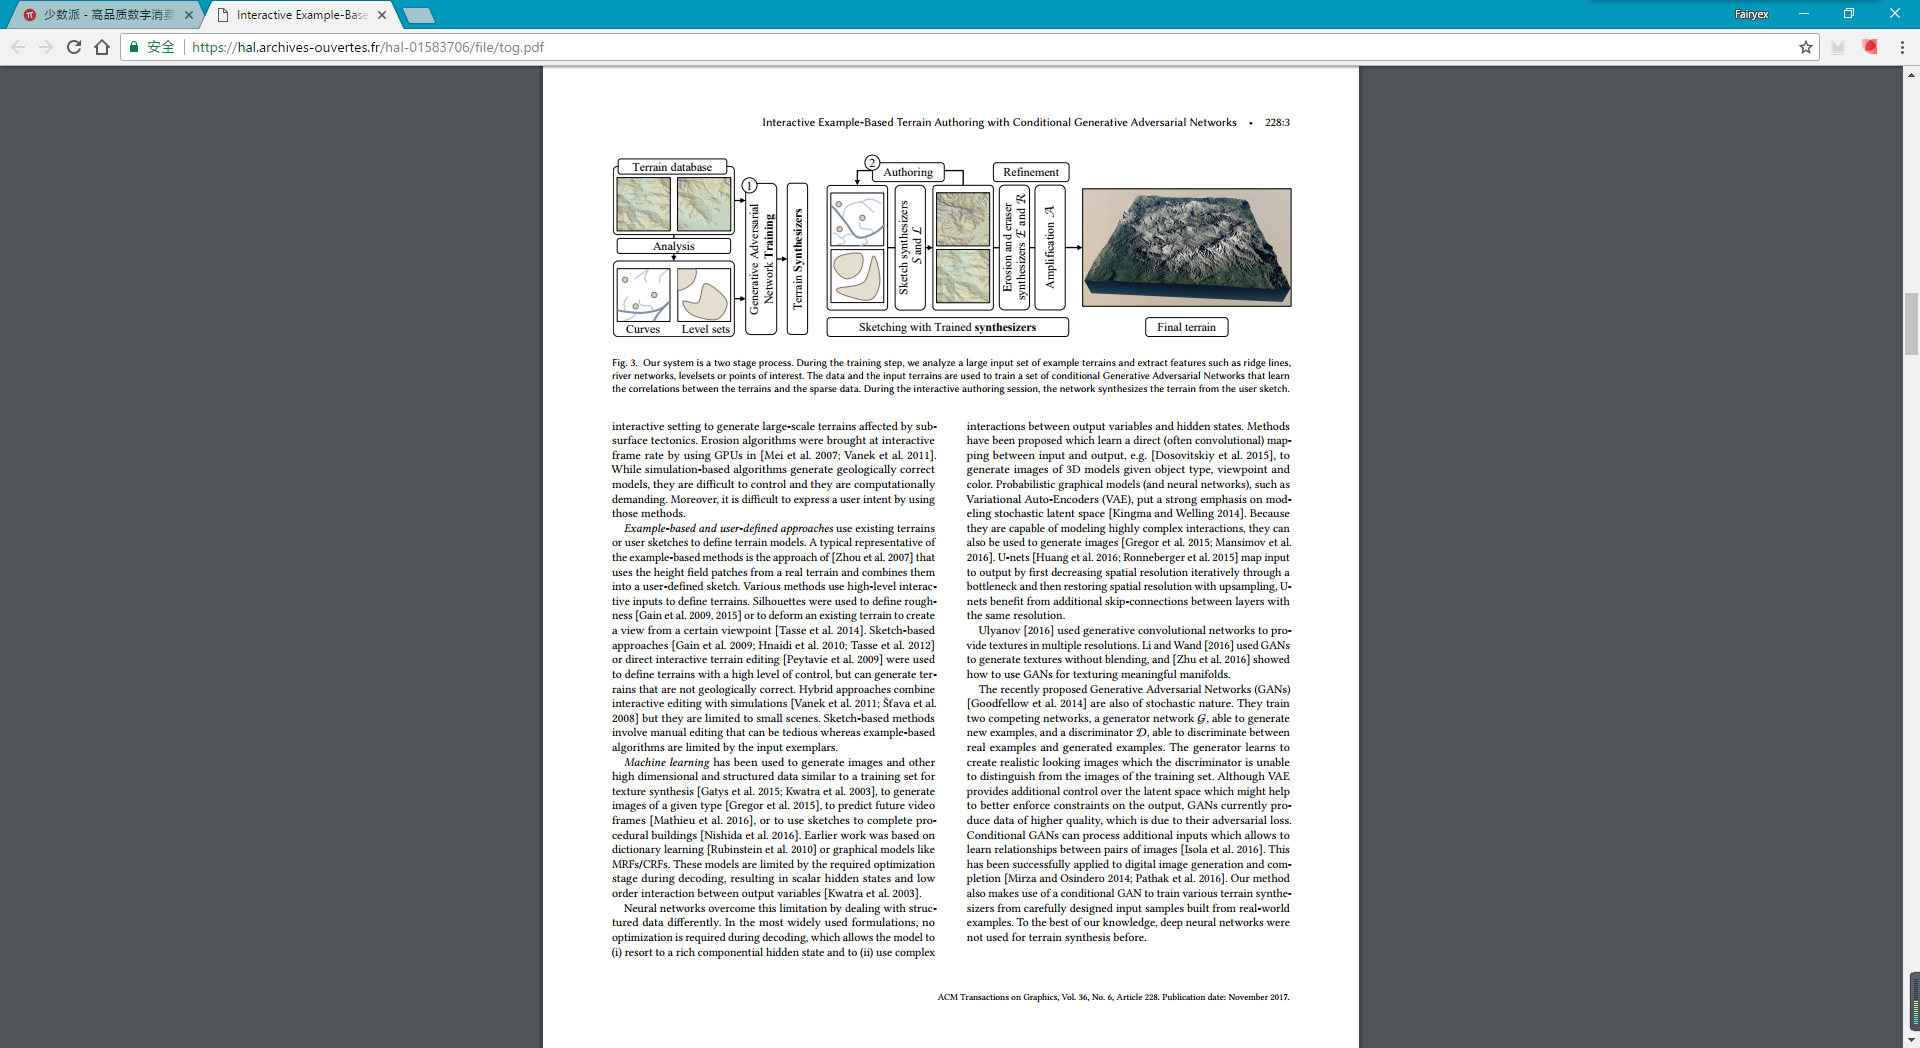 少数派 - 高品质数字消费
Interactive Example-Base
Fairyex
安全
https://hal.archives-ouvertes.fr/hal-01583706/file/tog.pdf
Interactive Example-Based Terrain Authoring with Conditional Generative Adversarial Networks • 228:3
Terrain database
Analysis
Curves
Level sets
1
Generative Adversarial
Network Training
Terrain Synthesizers
2
Authoring
Sketch synthesizers
S and L
Refinement
Erosion and eraser
synthesizers E and R
Amplification A
Sketching with Trained synthesizers
Final terrain
Fig. 3. Our system is a two stage process. During the training step, we analyze a large input set of example terrains and extract features such as ridge lines,
river networks, levelsets or points of interest. The data and the input terrains are used to train a set of conditional Generative Adversarial Networks that learn
the correlations between the terrains and the sparse data. During the interactive authoring session, the network synthesizes the terrain from the user sketch.
interactive setting to generate large-scale terrains affected by sub-
surface tectonics. Erosion algorithms were brought at interactive
frame rate by using GPUs in [Mei et al. 2007; Vanek et al. 2011].
While simulation-based algorithms generate geologically correct
models, they are difficult to control and they are computationally
demanding. Moreover, it is difficult to express a user intent by using
those methods.
Example-based and user-defined approaches use existing terrains
or user sketches to define terrain models. A typical representative of
the example-based methods is the approach of [Zhou et al. 2007] that
uses the height field patches from a real terrain and combines them
into a user-defined sketch. Various methods use high-level interac-
tive inputs to define terrains. Silhouettes were used to define rough-
ness [Gain et al. 2009, 2015] or to deform an existing terrain to create
a view from a certain viewpoint [Tasse et al. 2014]. Sketch-based
approaches [Gain et al. 2009; Hnaidi et al. 2010; Tasse et al. 2012]
or direct interactive terrain editing [Peytavie et al. 2009] were used
to define terrains with a high level of control, but can generate ter-
rains that are not geologically correct. Hybrid approaches combine
interactive editing with simulations [Vanek et al. 2011; Šťava et al.
2008] but they are limited to small scenes. Sketch-based methods
involve manual editing that can be tedious whereas example-based
algorithms are limited by the input exemplars.
Machine learning has been used to generate images and other
high dimensional and structured data similar to a training set for
texture synthesis [Gatys et al. 2015; Kwatra et al. 2003], to generate
images of a given type [Gregor et al. 2015], to predict future video
frames [Mathieu et al. 2016], or to use sketches to complete pro-
cedural buildings [Nishida et al. 2016]. Earlier work was based on
dictionary learning [Rubinstein et al. 2010] or graphical models like
MRFs/CRFs. These models are limited by the required optimization
stage during decoding, resulting in scalar hidden states and low
order interaction between output variables [Kwatra et al. 2003].
Neural networks overcome this limitation by dealing with struc-
tured data differently. In the most widely used formulations, no
optimization is required during decoding, which allows the model to
(i) resort to a rich componential hidden state and to (ii) use complex
interactions between output variables and hidden states. Methods
have been proposed which learn a direct (often convolutional) map-
ping between input and output, e.g. [Dosovitskiy et al. 2015], to
generate images of 3D models given object type, viewpoint and
color. Probabilistic graphical models (and neural networks), such as
Variational Auto-Encoders (VAE), put a strong emphasis on mod-
eling stochastic latent space [Kingma and Welling 2014]. Because
they are capable of modeling highly complex interactions, they can
also be used to generate images [Gregor et al. 2015; Mansimov et al.
2016]. U-nets [Huang et al. 2016; Ronneberger et al. 2015] map input
to output by first decreasing spatial resolution iteratively through a
bottleneck and then restoring spatial resolution with upsampling, U-
nets benefit from additional skip-connections between layers with
the same resolution.
Ulyanov [2016] used generative convolutional networks to pro-
vide textures in multiple resolutions. Li and Wand [2016] used GANs
to generate textures without blending, and [Zhu et al. 2016] showed
how to use GANs for texturing meaningful manifolds.
The recently proposed Generative Adversarial Networks (GANs)
[Goodfellow et al. 2014] are also of stochastic nature. They train
two competing networks, a generator network G, able to generate
new examples, and a discriminator D, able to discriminate between
real examples and generated examples. The generator learns to
create realistic looking images which the discriminator is unable
to distinguish from the images of the training set. Although VAE
provides additional control over the latent space which might help
to better enforce constraints on the output, GANs currently pro-
duce data of higher quality, which is due to their adversarial loss.
Conditional GANs can process additional inputs which allows to
learn relationships between pairs of images [Isola et al. 2016]. This
has been successfully applied to digital image generation and com-
pletion [Mirza and Osindero 2014; Pathak et al. 2016]. Our method
also makes use of a conditional GAN to train various terrain synthe-
sizers from carefully designed input samples built from real-world
examples. To the best of our knowledge, deep neural networks were
not used for terrain synthesis before.
ACM Transactions on Graphics, Vol. 36, No. 6, Article 228. Publication date: November 2017.